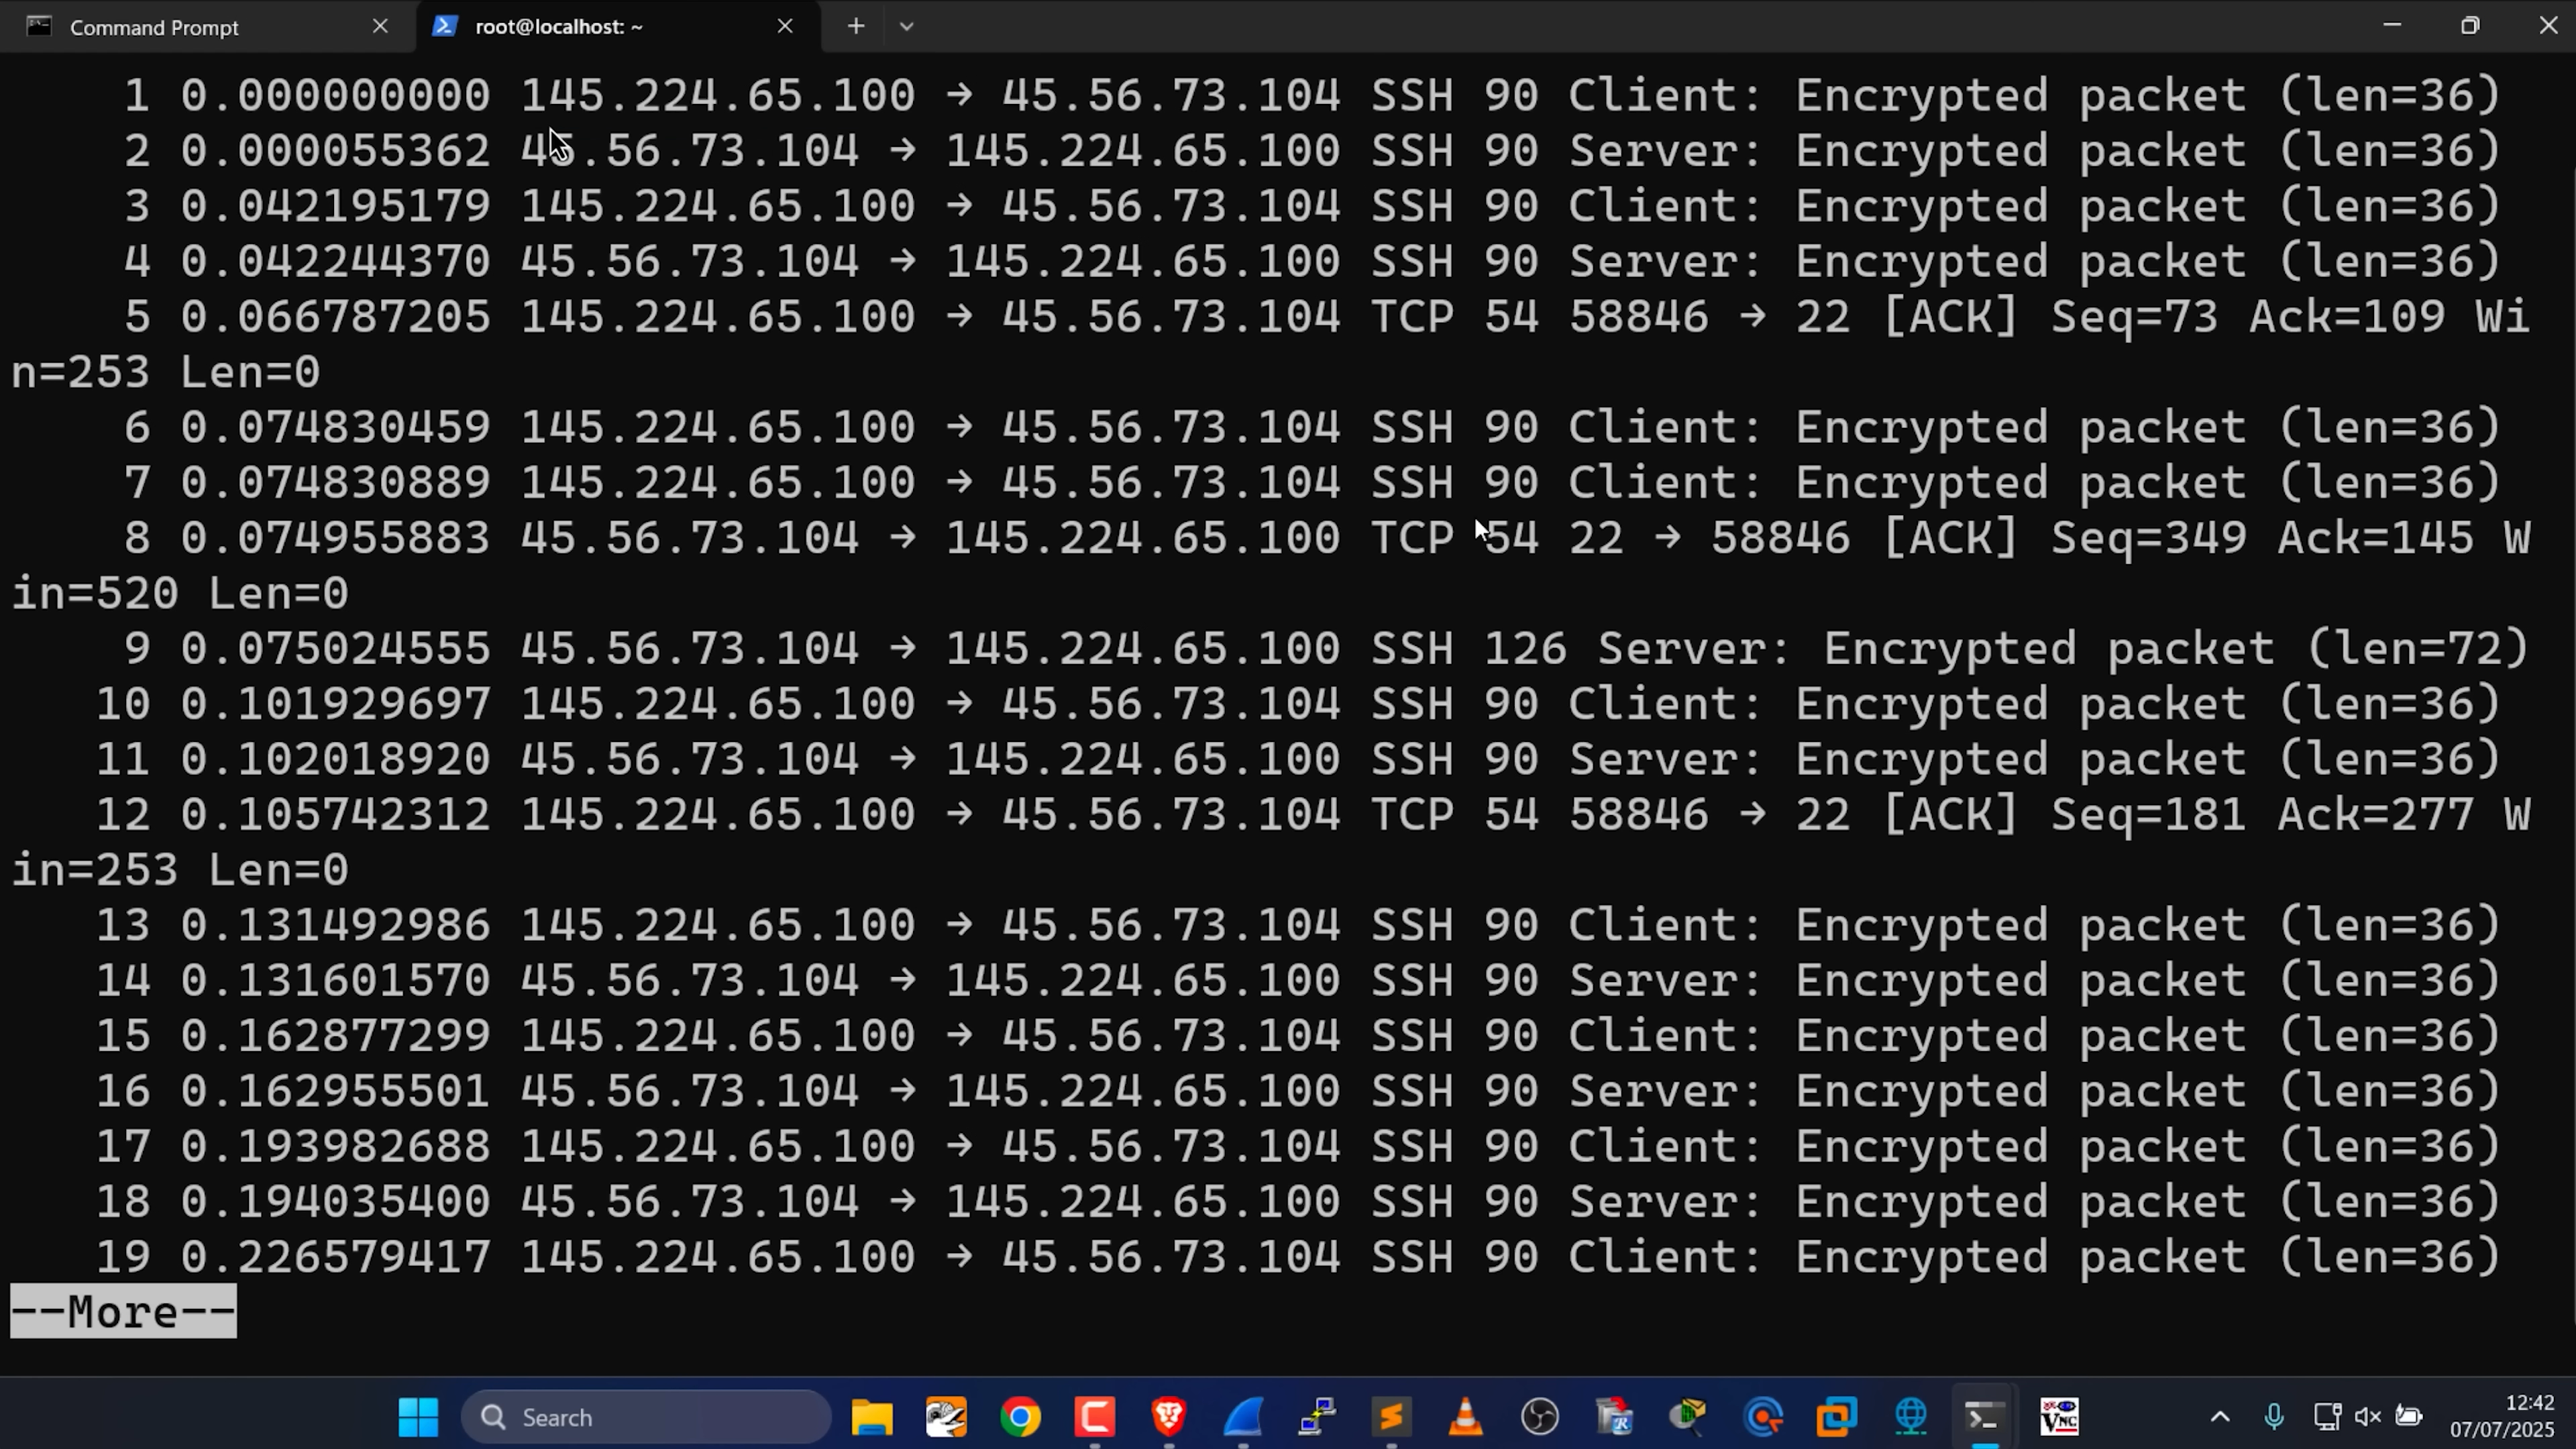 Command Prompt
root@localhost: ~
1 0.000000000 145.224.65.100 → 45.56.73.104 SSH 90 Client: Encrypted packet (len=36)
2 0.000055362 45.56.73.104 → 145.224.65.100 SSH 90 Server: Encrypted packet (len=36)
3 0.042195179 145.224.65.100 → 45.56.73.104 SSH 90 Client: Encrypted packet (len=36)
4 0.042244370 45.56.73.104 → 145.224.65.100 SSH 90 Server: Encrypted packet (len=36)
5 0.066787205 145.224.65.100 → 45.56.73.104 TCP 54 58846 → 22 [ACK] Seq=73 Ack=109 Wi
n=253 Len=0
6 0.074830459 145.224.65.100 → 45.56.73.104 SSH 90 Client: Encrypted packet (len=36)
7 0.074830889 145.224.65.100 → 45.56.73.104 SSH 90 Client: Encrypted packet (len=36)
8 0.074955883 45.56.73.104 → 145.224.65.100 TCP 54 22 → 58846 [ACK] Seq=349 Ack=145 W
in=520 Len=0
9 0.075024555 45.56.73.104 → 145.224.65.100 SSH 126 Server: Encrypted packet (len=72)
10 0.101929697 145.224.65.100 → 45.56.73.104 SSH 90 Client: Encrypted packet (len=36)
11 0.102018920 45.56.73.104 → 145.224.65.100 SSH 90 Server: Encrypted packet (len=36)
12 0.105742312 145.224.65.100 → 45.56.73.104 TCP 54 58846 → 22 [ACK] Seq=181 Ack=277 W
in=253 Len=0
13 0.131492986 145.224.65.100 → 45.56.73.104 SSH 90 Client: Encrypted packet (len=36)
14 0.131601570 45.56.73.104 → 145.224.65.100 SSH 90 Server: Encrypted packet (len=36)
15 0.162877299 145.224.65.100 → 45.56.73.104 SSH 90 Client: Encrypted packet (len=36)
16 0.162955501 45.56.73.104 → 145.224.65.100 SSH 90 Server: Encrypted packet (len=36)
17 0.193982688 145.224.65.100 → 45.56.73.104 SSH 90 Client: Encrypted packet (len=36)
18 0.194035400 45.56.73.104 → 145.224.65.100 SSH 90 Server: Encrypted packet (len=36)
19 0.226579417 145.224.65.100 → 45.56.73.104 SSH 90 Client: Encrypted packet (len=36)
--More--
Search
12:42
07/07/2025